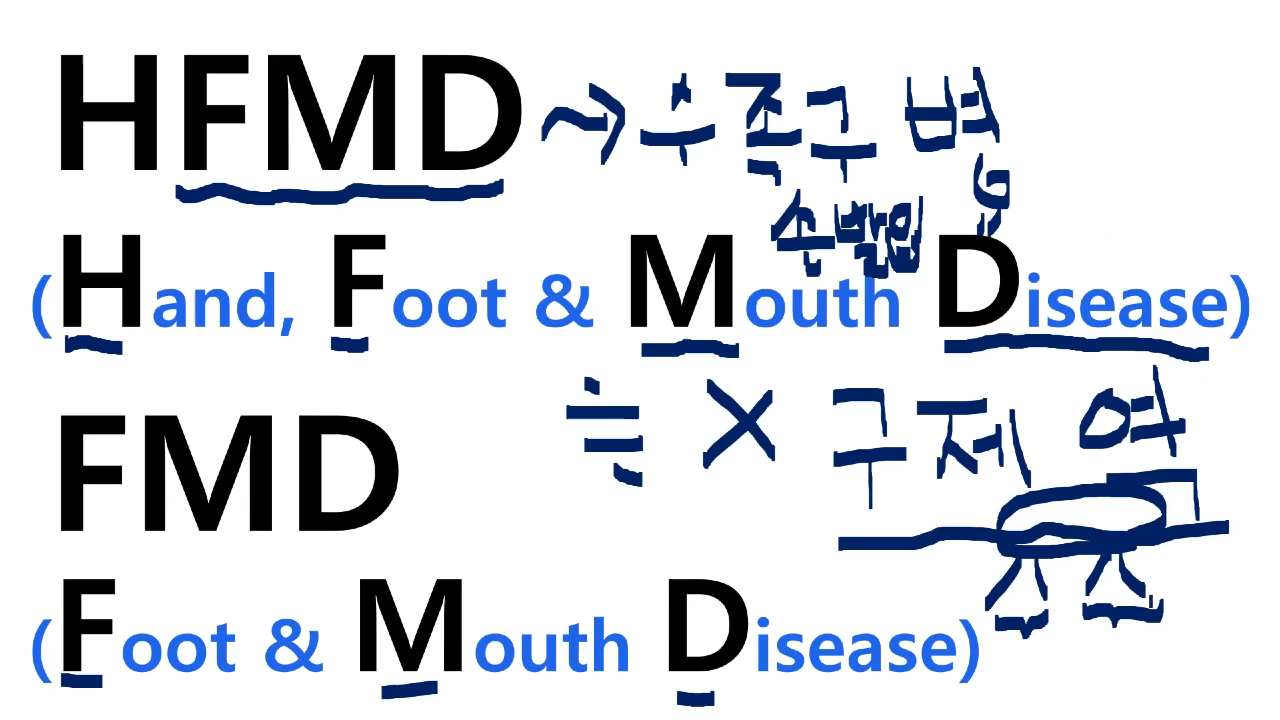 HFMD → 수족구병
손발입
(Hand, Foot & Mouth Disease)
≒ X 구제역
FMD
(Foot & Mouth Disease)